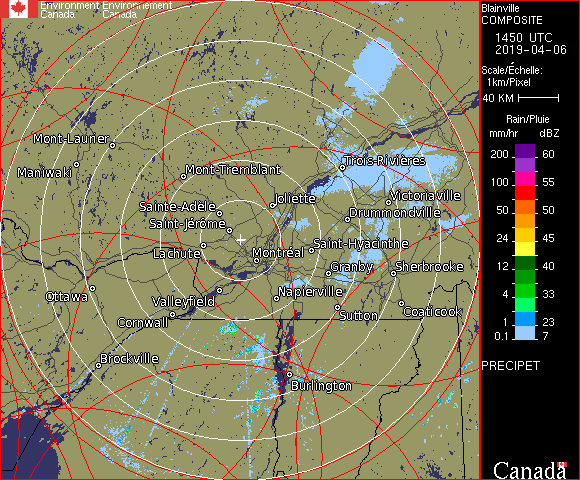 Environment Environnement
Canada Canada
Blainville
COMPOSITE
1450 UTC
2019-04-06
Scale/Échelle:
1km/Pixel
40 KM
Rain/Pluie
mm/hr dBZ
200 60
100 55
50 50
24 45
12 40
4 33
1 23
0.1 7
PRECIPET
Canada
Mont-Laurier
Maniwaki
Mont-Tremblant
Trois-Rivières
Joliette
Victoriaville
Sainte-Adèle
Drummondville
Saint-Jérôme
Lachute
Montréal
Saint-Hyacinthe
Granby
Sherbrooke
Ottawa
Valleyfield
Napierville
Cornwall
Sutton
Coaticook
Brockville
Burlington